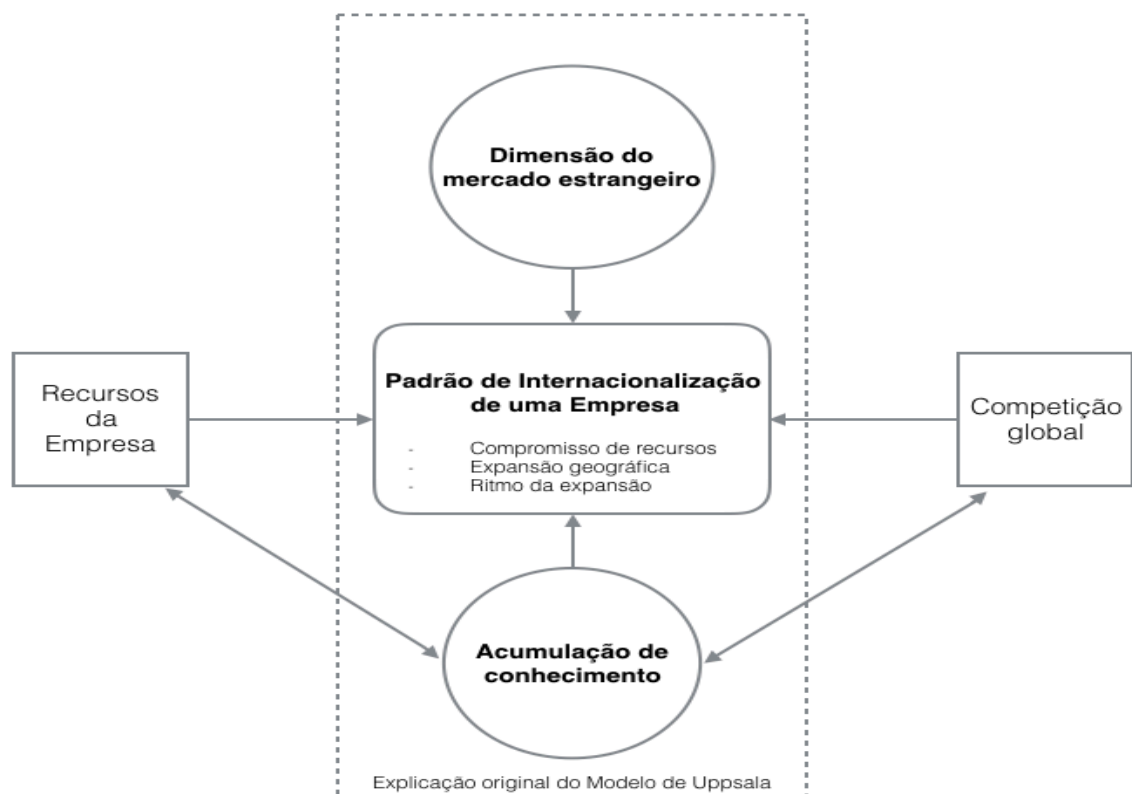 Dimensão do
mercado estrangeiro
Recursos
da
Empresa
Padrão de Internacionalização
de uma Empresa
- Compromisso de recursos
- Expansão geográfica
- Ritmo da expansão
Competição
global
Acumulação de
conhecimento
Explicação original do Modelo de Uppsala